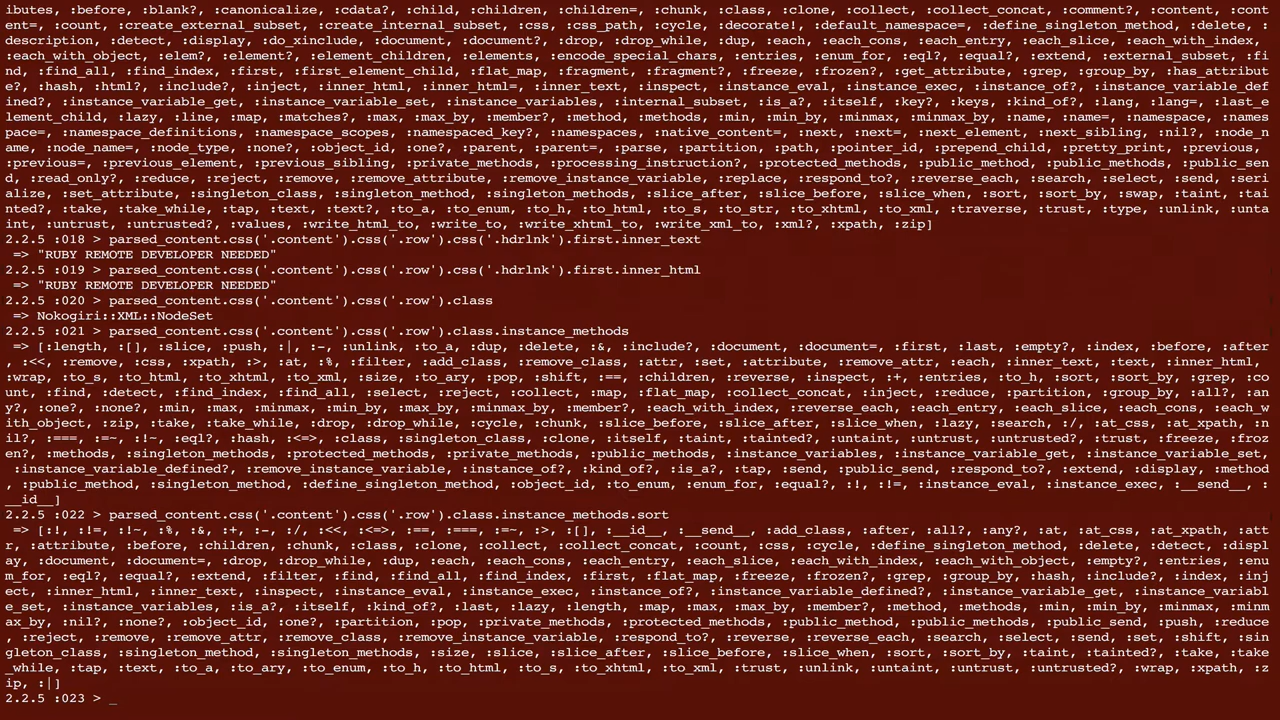 ibutes, :before, :blank?, :canonicalize, :cdata?, :child, :children, :children=, :chunk, :class, :clone, :collect, :collect_concat, :comment?, :content, :cont
ent=, :count, :create_external_subset, :create_internal_subset, :css, :css_path, :cycle, :decorate!, :default_namespace=, :define_singleton_method, :delete, :
description, :detect, :display, :do_xinclude, :document, :document?, :drop, :drop_while, :dup, :each, :each_cons, :each_entry, :each_slice, :each_with_index,
:each_with_object, :elem?, :element?, :element_children, :elements, :encode_special_chars, :entries, :enum_for, :eql?, :equal?, :extend, :external_subset, :fi
nd, :find_all, :find_index, :first, :first_element_child, :flat_map, :fragment, :fragment?, :freeze, :frozen?, :get_attribute, :grep, :group_by, :has_attribut
e?, :hash, :html?, :include?, :inject, :inner_html, :inner_html=, :inner_text, :inspect, :instance_eval, :instance_exec, :instance_of?, :instance_variable_def
ined?, :instance_variable_get, :instance_variable_set, :instance_variables, :internal_subset, :is_a?, :itself, :key?, :keys, :kind_of?, :lang, :lang=, :last_e
lement_child, :lazy, :line, :map, :matches?, :max, :max_by, :member?, :method, :methods, :min, :min_by, :minmax, :minmax_by, :name, :name=, :namespace, :names
pace=, :namespace_definitions, :namespace_scopes, :namespaced_key?, :namespaces, :native_content=, :next, :next=, :next_element, :next_sibling, :nil?, :node_n
ame, :node_name=, :node_type, :none?, :object_id, :one?, :parent, :parent=, :parse, :partition, :path, :pointer_id, :prepend_child, :pretty_print, :previous,
:previous=, :previous_element, :previous_sibling, :private_methods, :processing_instruction?, :protected_methods, :public_method, :public_methods, :public_sen
d, :read_only?, :reduce, :reject, :remove, :remove_attribute, :remove_instance_variable, :replace, :respond_to?, :reverse_each, :search, :select, :send, :seri
alize, :set_attribute, :singleton_class, :singleton_method, :singleton_methods, :slice_after, :slice_before, :slice_when, :sort, :sort_by, :swap, :taint, :tai
nted?, :take, :take_while, :tap, :text, :text?, :to_a, :to_enum, :to_h, :to_html, :to_s, :to_str, :to_xhtml, :to_xml, :traverse, :trust, :type, :unlink, :unta
int, :untrust, :untrusted?, :values, :write_html_to, :write_to, :write_xhtml_to, :write_xml_to, :xml?, :xpath, :zip]
2.2.5 :018 > parsed_content.css('.content').css('.row').css('.hdrlnk').first.inner_text
=> "RUBY REMOTE DEVELOPER NEEDED"
2.2.5 :019 > parsed_content.css('.content').css('.row').css('.hdrlnk').first.inner_html
=> "RUBY REMOTE DEVELOPER NEEDED"
2.2.5 :020 > parsed_content.css('.content').css('.row').class
=> Nokogiri::XML::NodeSet
2.2.5 :021 > parsed_content.css('.content').css('.row').class.instance_methods
=> [:length, :[], :slice, :push, :|, :-, :unlink, :to_a, :dup, :delete, :&, :include?, :document, :document=, :first, :last, :empty?, :index, :before, :after
, :<<, :remove, :css, :xpath, :>, :at, :%, :filter, :add_class, :remove_class, :attr, :set, :attribute, :remove_attr, :each, :inner_text, :text, :inner_html,
:wrap, :to_s, :to_html, :to_xhtml, :to_xml, :size, :to_ary, :pop, :shift, :==, :children, :reverse, :inspect, :+, :entries, :to_h, :sort, :sort_by, :grep, :co
unt, :find, :detect, :find_index, :find_all, :select, :reject, :collect, :map, :flat_map, :collect_concat, :inject, :reduce, :partition, :group_by, :all?, :an
y?, :one?, :none?, :min, :max, :minmax, :min_by, :max_by, :minmax_by, :member?, :each_with_index, :reverse_each, :each_entry, :each_slice, :each_cons, :each_w
ith_object, :zip, :take, :take_while, :drop, :drop_while, :cycle, :chunk, :slice_before, :slice_after, :slice_when, :lazy, :search, :/, :at_css, :at_xpath, :n
il?, :===, :=~, :!~, :eql?, :hash, :<=>, :class, :singleton_class, :clone, :itself, :taint, :tainted?, :untaint, :untrust, :untrusted?, :trust, :freeze, :froz
en?, :methods, :singleton_methods, :protected_methods, :private_methods, :public_methods, :instance_variables, :instance_variable_get, :instance_variable_set,
:instance_variable_defined?, :remove_instance_variable, :instance_of?, :kind_of?, :is_a?, :tap, :send, :public_send, :respond_to?, :extend, :display, :method
, :public_method, :singleton_method, :define_singleton_method, :object_id, :to_enum, :enum_for, :equal?, :!, :!=, :instance_eval, :instance_exec, :__send__, :
__id__]
2.2.5 :022 > parsed_content.css('.content').css('.row').class.instance_methods.sort
=> [:!, :!=, :!~, :%, :&, :+, :-, :/, :<<, :<=>, :==, :===, :=~, :>, :[], :__id__, :__send__, :add_class, :after, :all?, :any?, :at, :at_css, :at_xpath, :att
r, :attribute, :before, :children, :chunk, :class, :clone, :collect, :collect_concat, :count, :css, :cycle, :define_singleton_method, :delete, :detect, :displ
ay, :document, :document=, :drop, :drop_while, :dup, :each, :each_cons, :each_entry, :each_slice, :each_with_index, :each_with_object, :empty?, :entries, :enu
m_for, :eql?, :equal?, :extend, :filter, :find, :find_all, :find_index, :first, :flat_map, :freeze, :frozen?, :grep, :group_by, :hash, :include?, :index, :inj
ect, :inner_html, :inner_text, :inspect, :instance_eval, :instance_exec, :instance_of?, :instance_variable_defined?, :instance_variable_get, :instance_variabl
e_set, :instance_variables, :is_a?, :itself, :kind_of?, :last, :lazy, :length, :map, :max, :max_by, :member?, :method, :methods, :min, :min_by, :minmax, :minm
ax_by, :nil?, :none?, :object_id, :one?, :partition, :pop, :private_methods, :protected_methods, :public_method, :public_methods, :public_send, :push, :reduce
, :reject, :remove, :remove_attr, :remove_class, :remove_instance_variable, :respond_to?, :reverse, :reverse_each, :search, :select, :send, :set, :shift, :sin
gleton_class, :singleton_method, :singleton_methods, :size, :slice, :slice_after, :slice_before, :slice_when, :sort, :sort_by, :taint, :tainted?, :take, :take
_while, :tap, :text, :to_a, :to_ary, :to_enum, :to_h, :to_html, :to_s, :to_xhtml, :to_xml, :trust, :unlink, :untaint, :untrust, :untrusted?, :wrap, :xpath, :z
ip, :|]
2.2.5 :023 > _